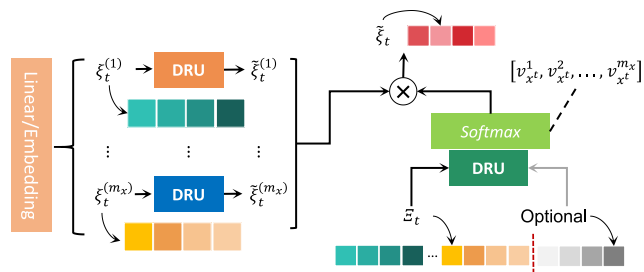 Linear/Embedding
ξ_t^{(1)} DRU ξ̃_t^{(1)}
⋮ ⋮
ξ_t^{(m_x)} DRU ξ̃_t^{(m_x)}
ξ̃_t
⊗
[v_{x^t}^1, v_{x^t}^2, …, v_{x^t}^{m_x}]
Softmax
DRU
Ξ_t
Optional
...